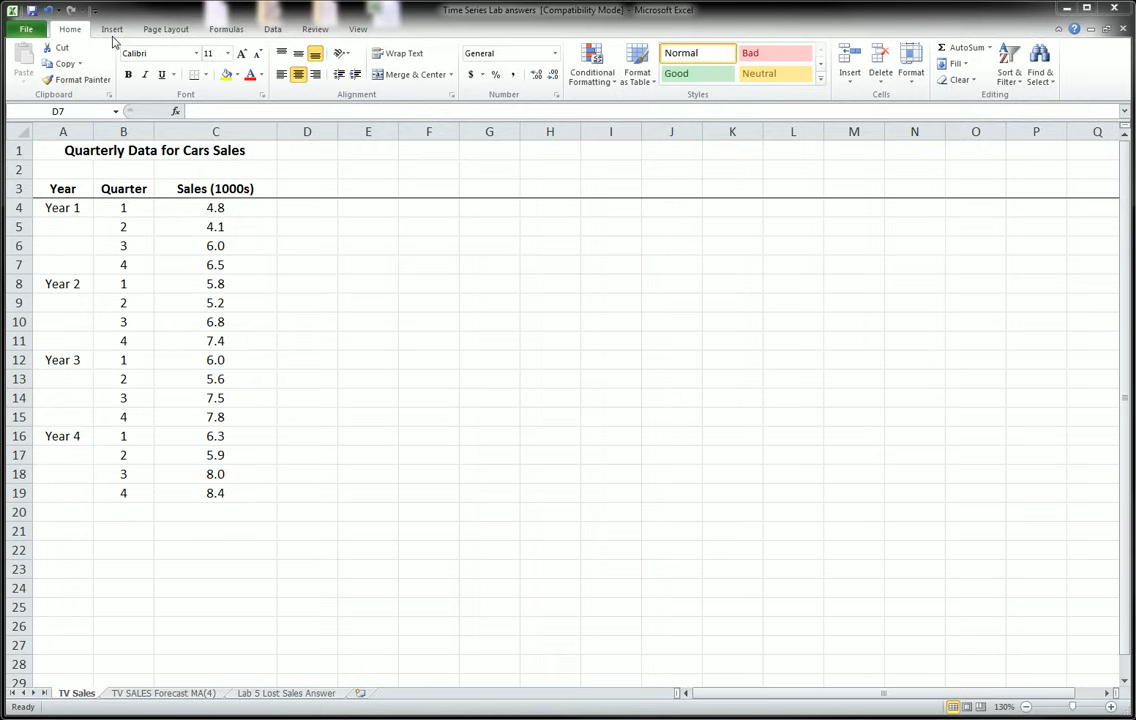 Time Series Lab answers [Compatibility Mode] - Microsoft Excel
File Home Insert Page Layout Formulas Data Review View
Paste
Cut
Copy
Format Painter
Calibri 11
B I U
Wrap Text
Merge & Center
General
$ % ,
Conditional Formatting
Format as Table
Normal Bad
Good Neutral
Insert Delete Format
AutoSum
Fill
Clear
Sort & Filter
Find & Select
Clipboard Font Alignment Number Styles Cells Editing
D7 fx
A B C D E F G H I J K L M N O P Q
1 Quarterly Data for Cars Sales
2
3 Year Quarter Sales (1000s)
4 Year 1 1 4.8
5 2 4.1
6 3 6.0
7 4 6.5
8 Year 2 1 5.8
9 2 5.2
10 3 6.8
11 4 7.4
12 Year 3 1 6.0
13 2 5.6
14 3 7.5
15 4 7.8
16 Year 4 1 6.3
17 2 5.9
18 3 8.0
19 4 8.4
20
21
22
23
24
25
26
27
28
29
TV Sales TV SALES Forecast MA(4) Lab 5 Lost Sales Answer
Ready 130%